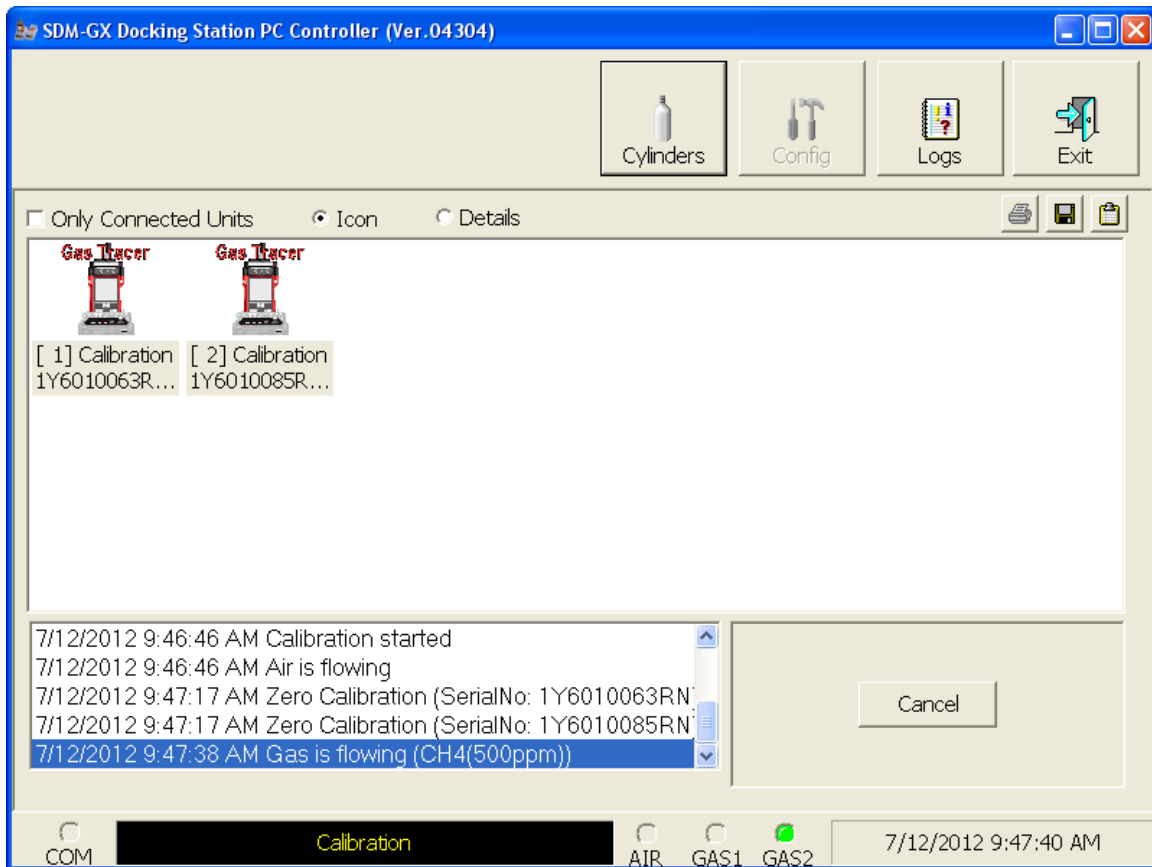 SDM-GX Docking Station PC Controller (Ver.04304)
Cylinders
Config
Logs
Exit
Only Connected Units
Icon
Details
Gas Tracer
Gas Tracer
[ 1] Calibration
1Y6010063R...
[ 2] Calibration
1Y6010085R...
7/12/2012 9:46:46 AM Calibration started
7/12/2012 9:46:46 AM Air is flowing
7/12/2012 9:47:17 AM Zero Calibration (SerialNo: 1Y6010063RN
7/12/2012 9:47:17 AM Zero Calibration (SerialNo: 1Y6010085RN
7/12/2012 9:47:38 AM Gas is flowing (CH4(500ppm))
Cancel
COM
Calibration
AIR
GAS1
GAS2
7/12/2012 9:47:40 AM